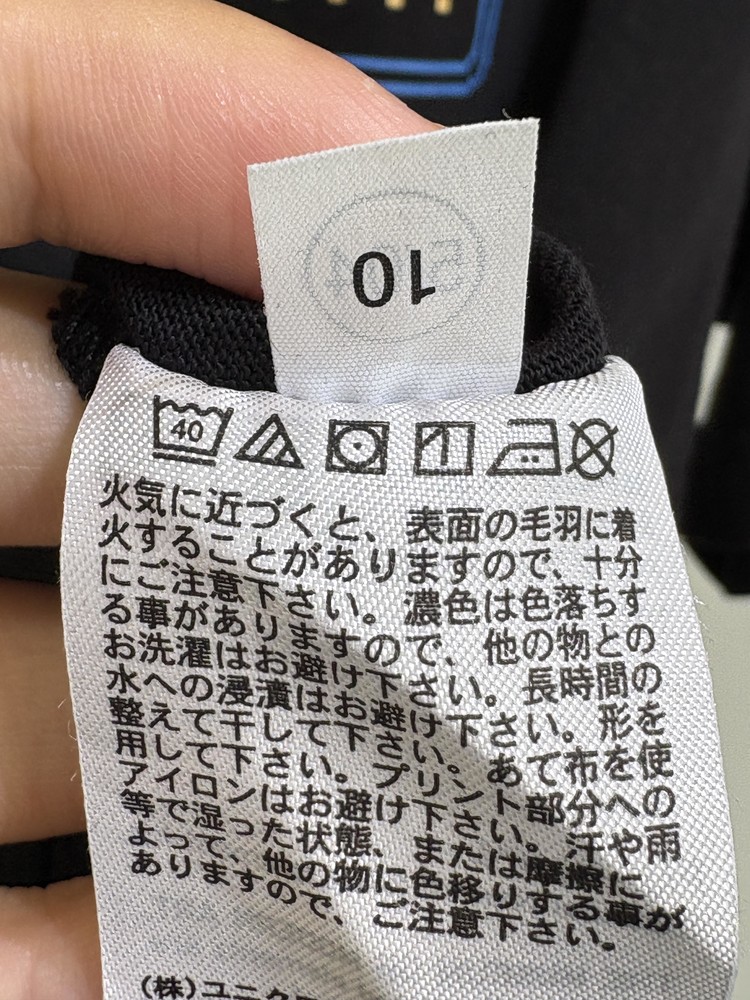 10
40
火気に近づくと、表面の毛羽に着
火することがありますので、十分
にご注意下さい。濃色は色落ちす
る事がありますので、他の物との
お洗濯はお避け下さい。長時間の
水への浸漬はお避け下さい。形を
整えて干して下さい。あて布を使
用して下さい。プリント部分への
アイロンはお避け下さい。汗や雨
等で湿った状態、または摩擦に
よって、他の物に色移りする事が
ありますので、ご注意下さい。
(株)ユニク